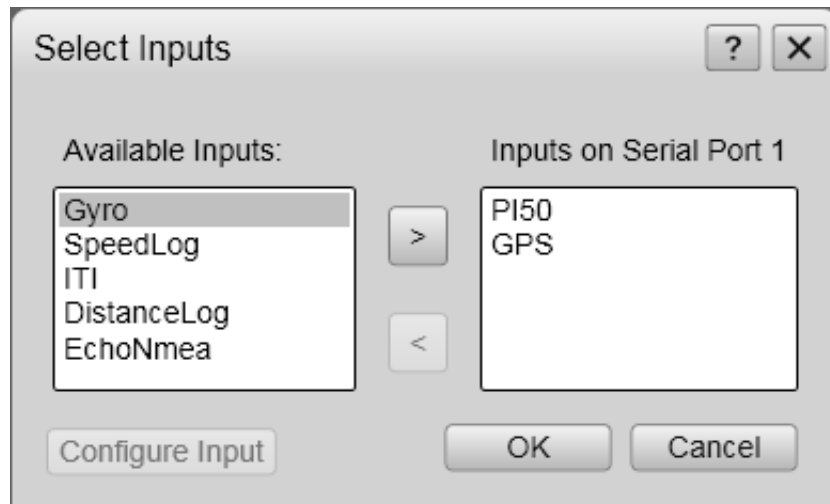 Select Inputs
?
Available Inputs:
Inputs on Serial Port 1
Gyro
SpeedLog
ITI
DistanceLog
EchoNmea
>
<
PI50
GPS
Configure Input
OK
Cancel